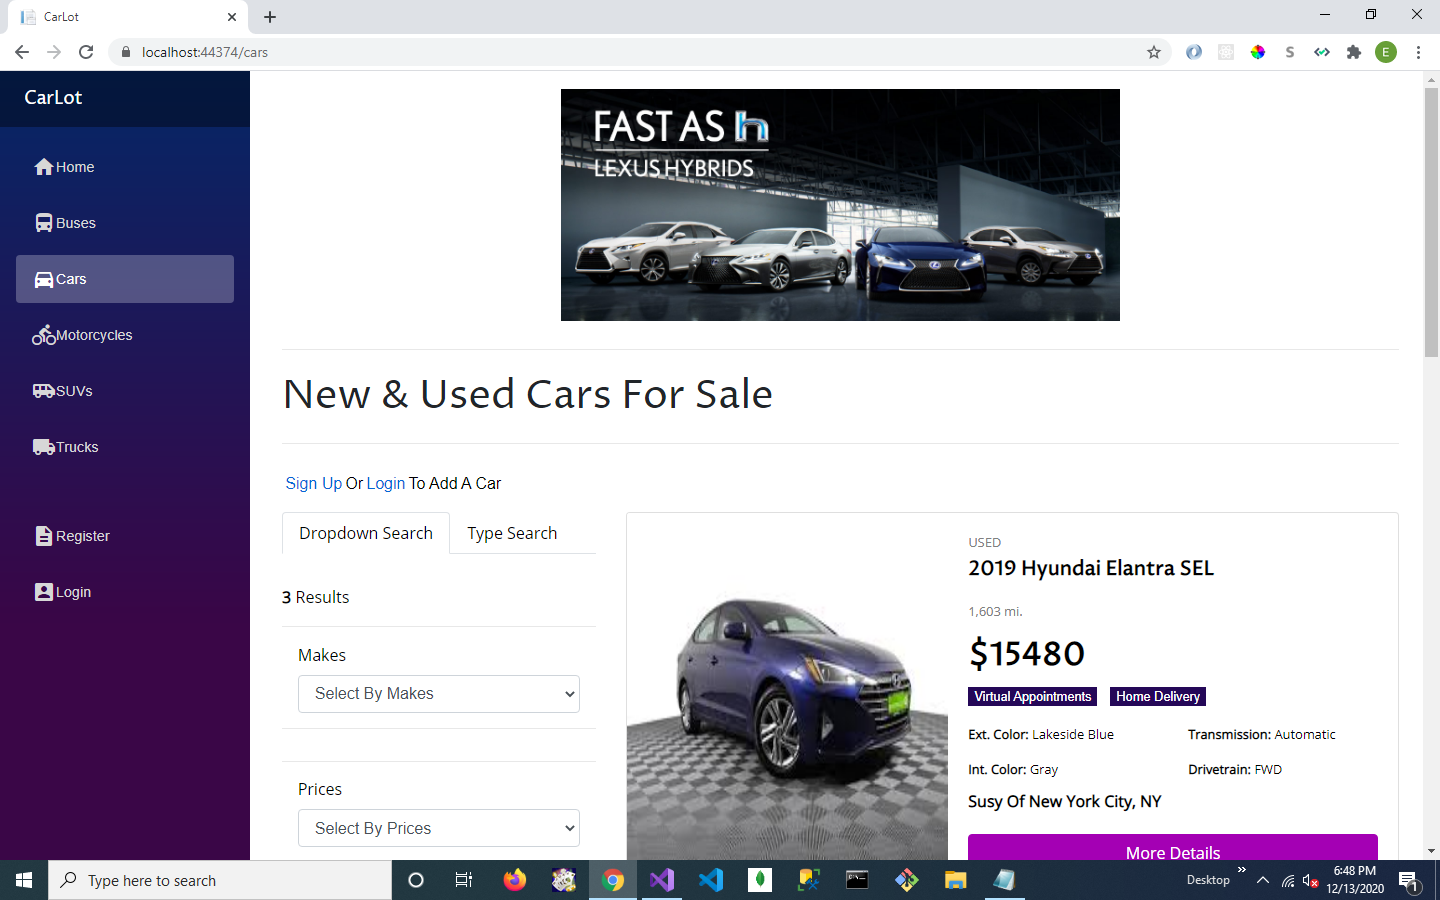 CarLot
localhost:44374/cars
S
E
CarLot
Home
Buses
Cars
Motorcycles
SUVs
Trucks
Register
Login
FAST AS h
LEXUS HYBRIDS
New & Used Cars For Sale
Sign Up Or Login To Add A Car
Dropdown Search
Type Search
3 Results
Makes
Select By Makes
Prices
Select By Prices
USED
2019 Hyundai Elantra SEL
1,603 mi.
$15480
Virtual Appointments
Home Delivery
Ext. Color: Lakeside Blue
Transmission: Automatic
Int. Color: Gray
Drivetrain: FWD
Susy Of New York City, NY
More Details
Type here to search
Desktop
6:48 PM
12/13/2020
1